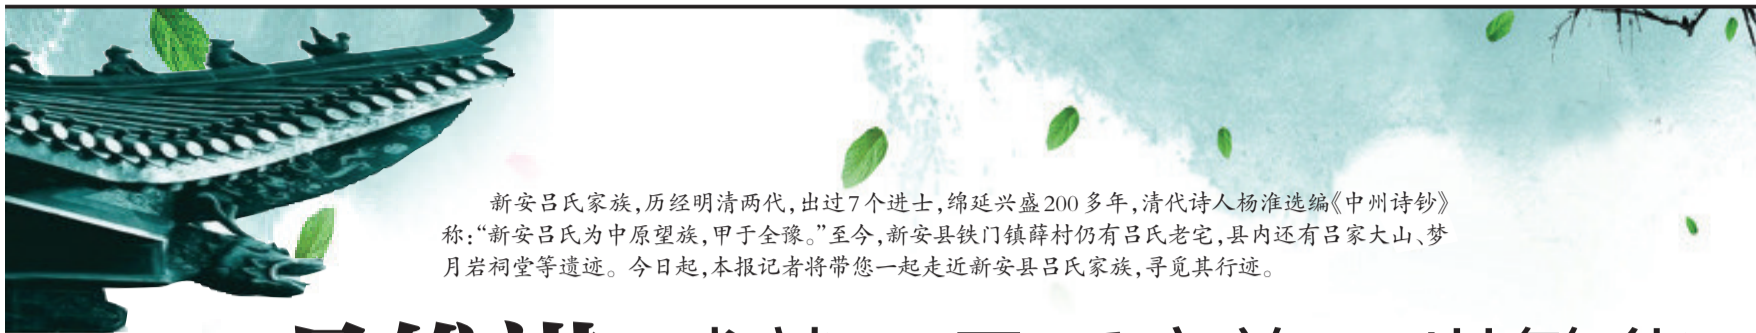 新安吕氏家族，历经明清两代，出过7个进士，绵延兴盛200多年，清代诗人杨淮选编《中州诗钞》
称：“新安吕氏为中原望族，甲于全豫。”至今，新安县铁门镇薛村仍有吕氏老宅，县内还有吕家大山、梦
月岩祠堂等遗迹。今日起，本报记者将带您一起走近新安县吕氏家族，寻觅其行迹。